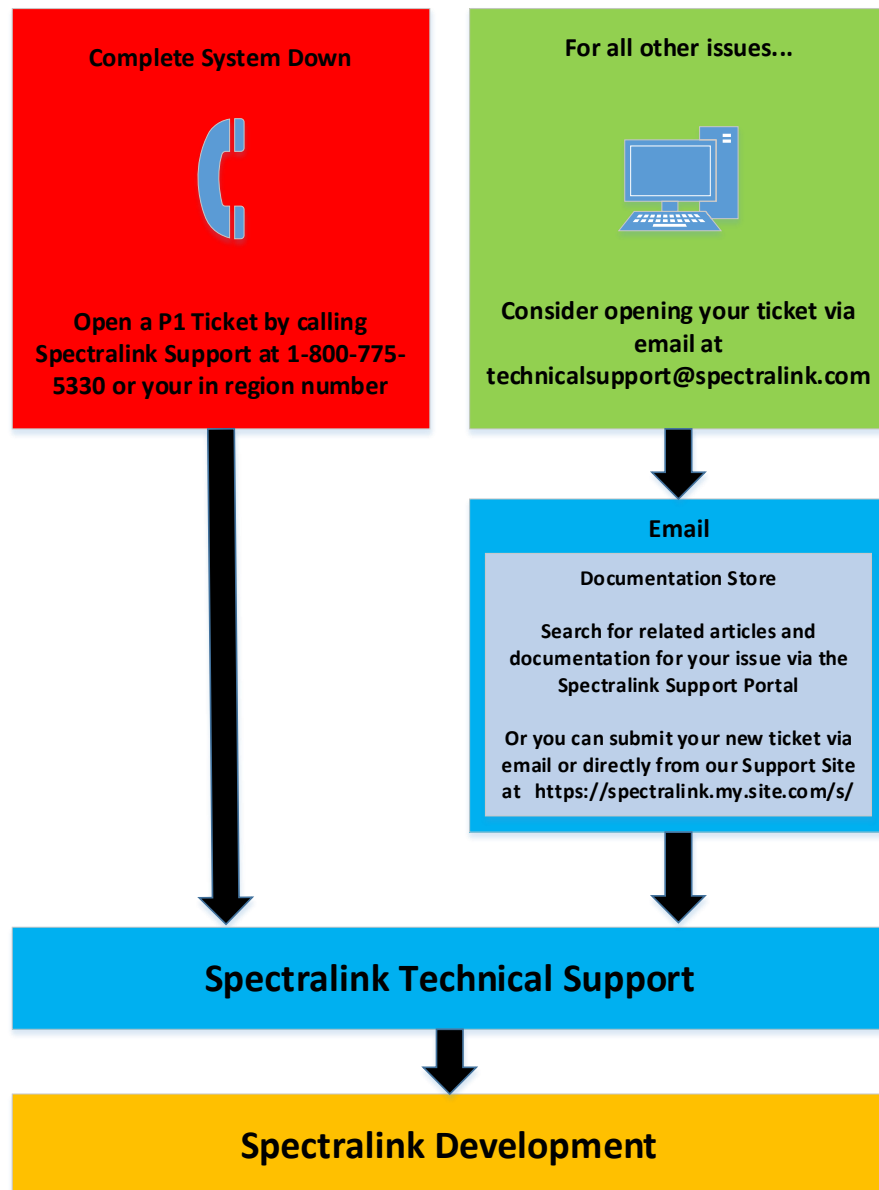 Complete System Down
Open a P1 Ticket by calling
Spectralink Support at 1-800-775-
5330 or your in region number
For all other issues...
Consider opening your ticket via
email at
technicalsupport@spectralink.com
Email
Documentation Store
Search for related articles and
documentation for your issue via the
Spectralink Support Portal
Or you can submit your new ticket via
email or directly from our Support Site
at https://spectralink.my.site.com/s/
Spectralink Technical Support
Spectralink Development